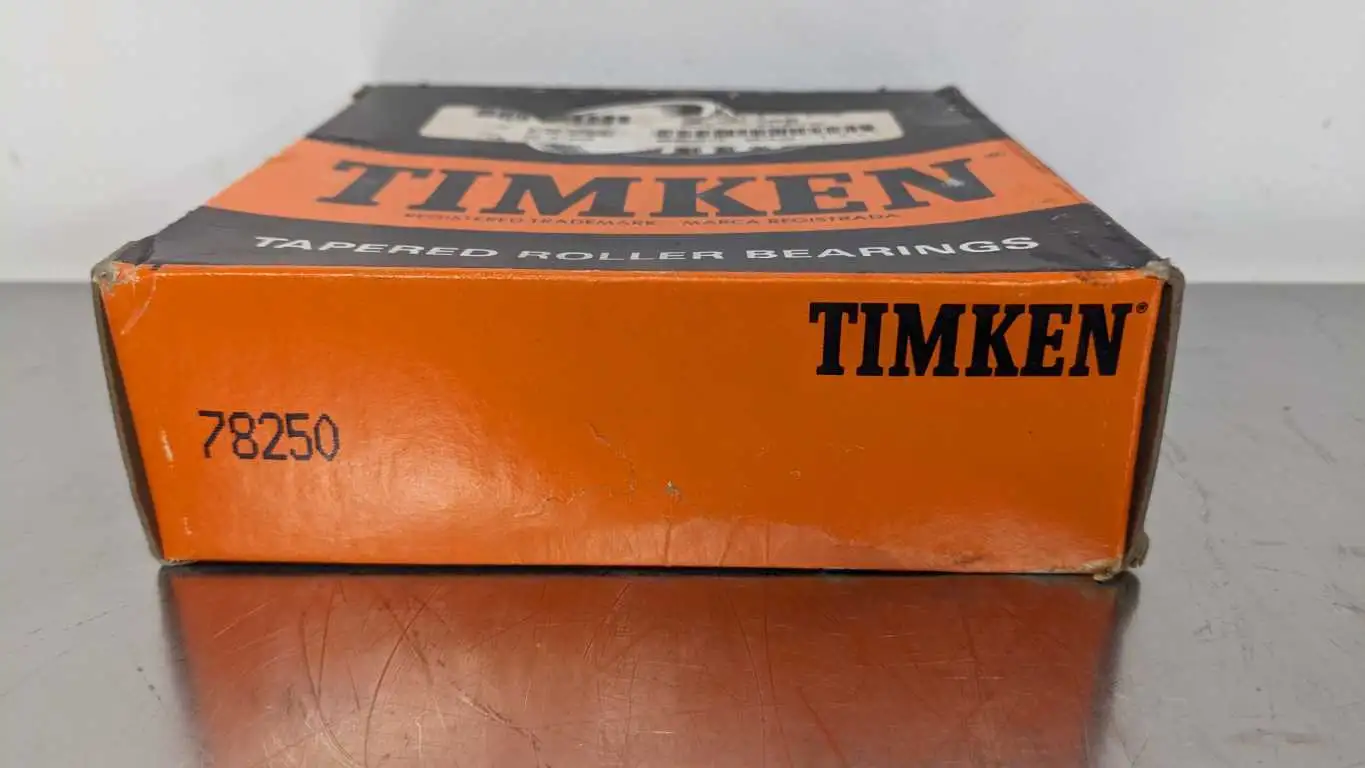 TIMKEN
REGISTERED TRADEMARK MARCA REGISTRADA
TAPERED ROLLER BEARINGS
TIMKEN®
78250